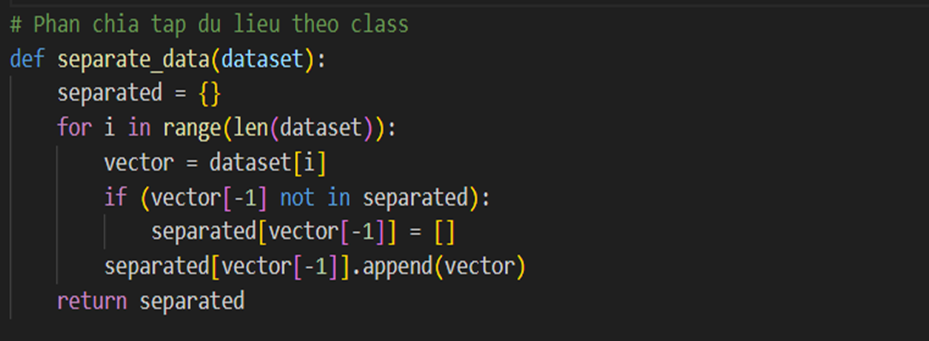 # Phan chia tap du lieu theo class
def separate_data(dataset):
    separated = {}
    for i in range(len(dataset)):
        vector = dataset[i]
        if (vector[-1] not in separated):
            separated[vector[-1]] = []
        separated[vector[-1]].append(vector)
    return separated